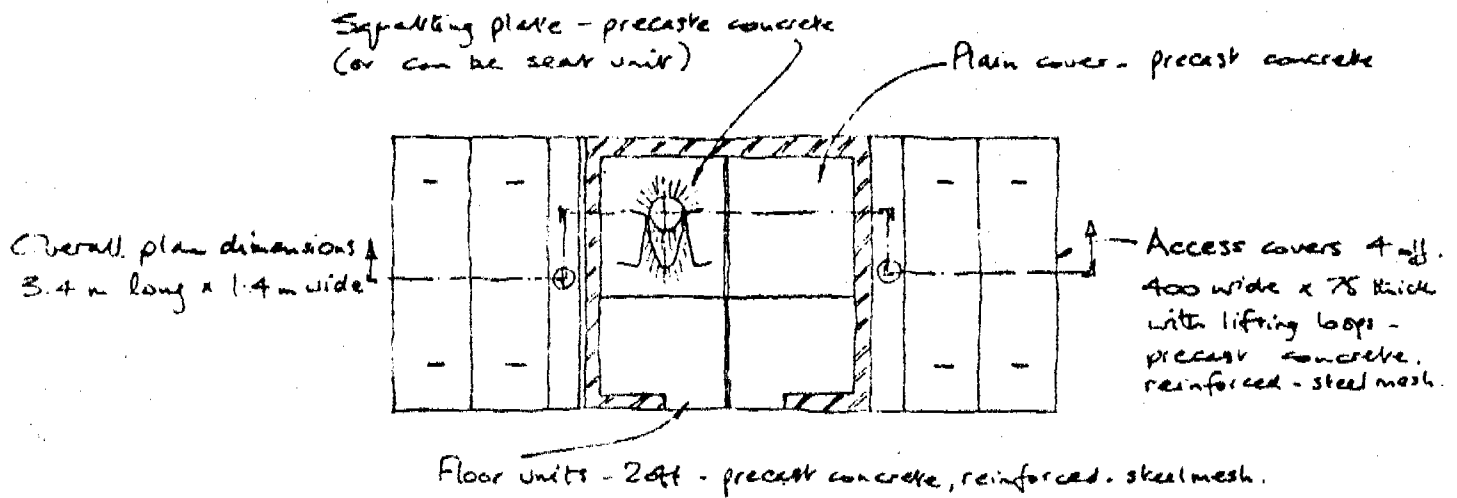 Squatting plate - precaste concrete
(or can be seat unit)
Plain cover - precast concrete
Overall plan dimensions
3.4 m long x 1.4 m wide
Access covers 4 off.
400 wide x 75 thick
with lifting loops -
precast concrete.
reinforced - steel mesh.
Floor units - 2 off - precast concrete, reinforced - steel mesh.